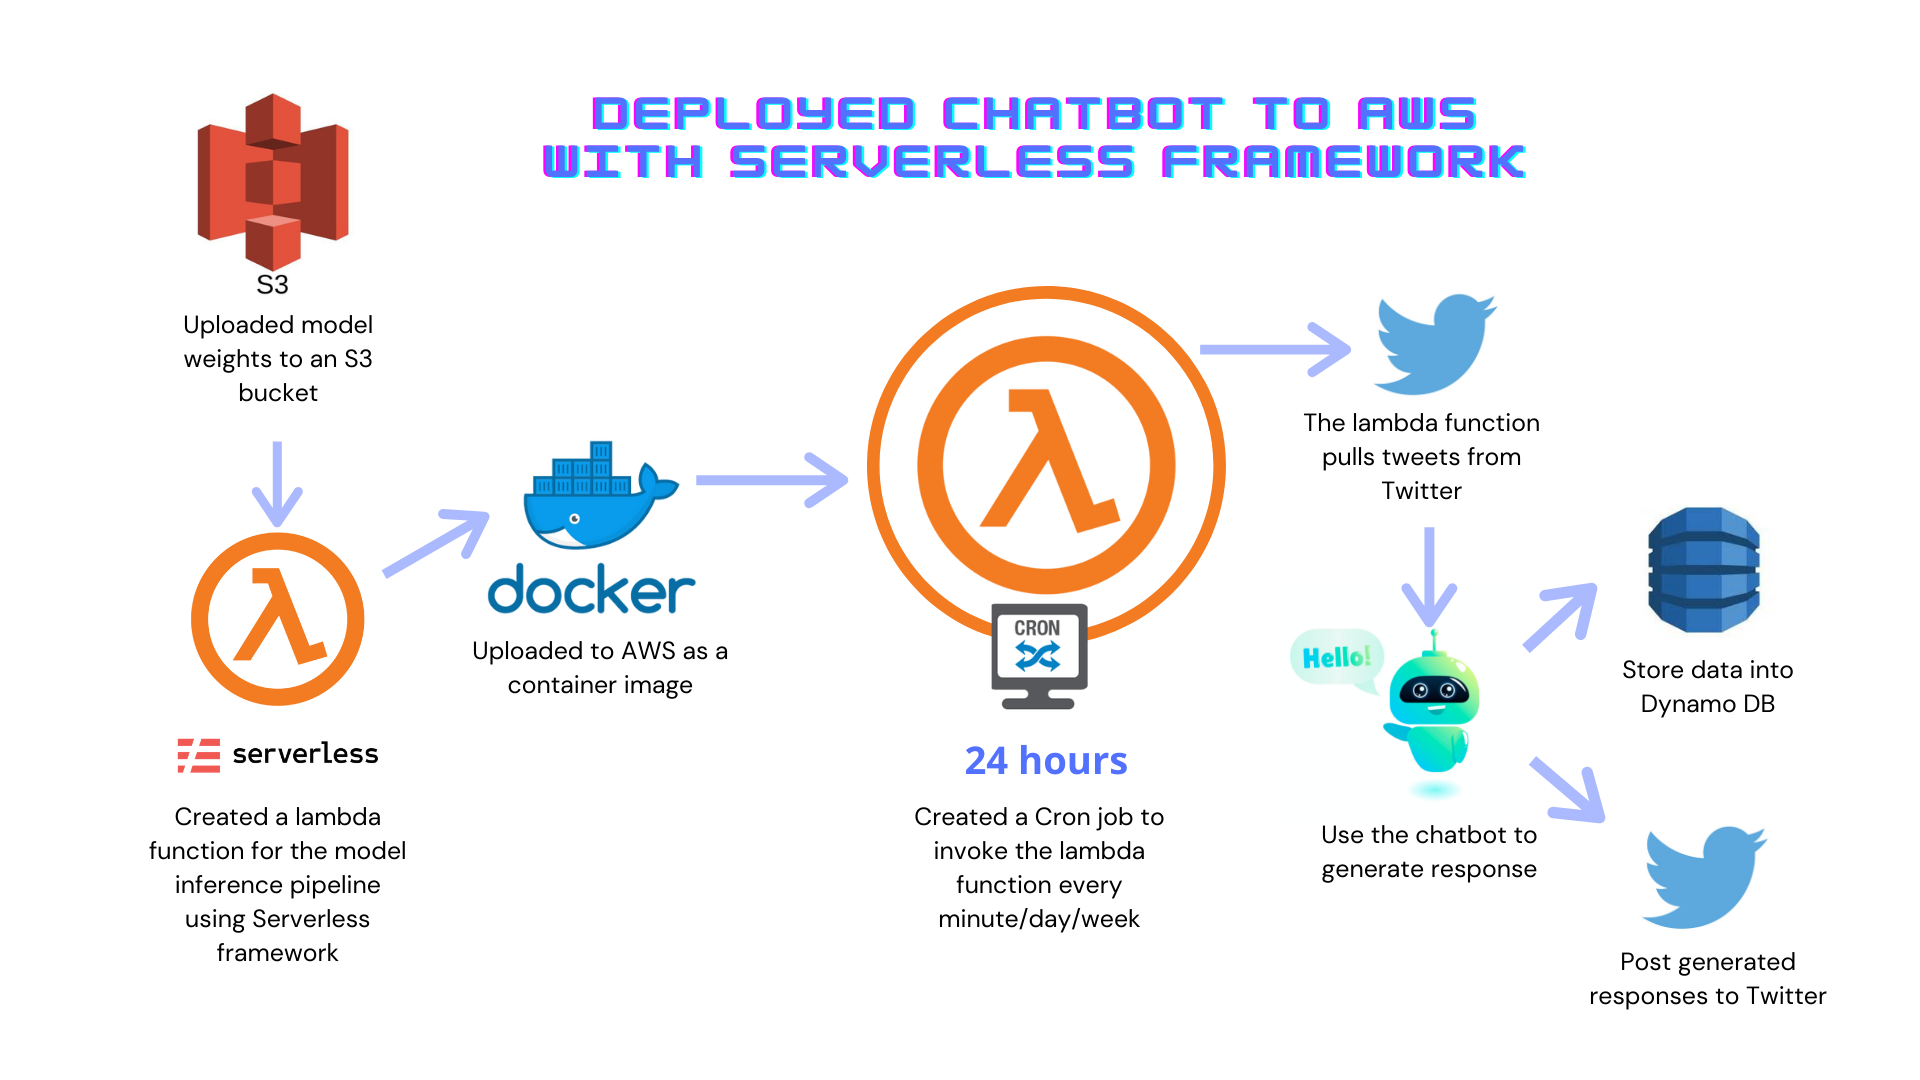 DEPLOYED CHATBOT TO AWS
WITH SERVERLESS FRAMEWORK
S3
Uploaded model
weights to an S3
bucket
serverless
Created a lambda
function for the model
inference pipeline
using Serverless
framework
docker
Uploaded to AWS as a
container image
CRON
24 hours
Created a Cron job to
invoke the lambda
function every
minute/day/week
The lambda function
pulls tweets from
Twitter
Hello!
Use the chatbot to
generate response
Store data into
Dynamo DB
Post generated
responses to Twitter